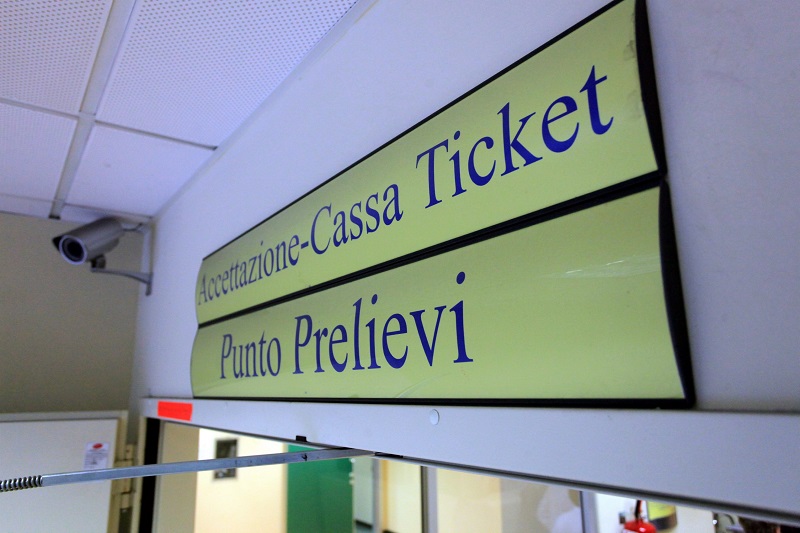 Accettazione-Cassa Ticket
Punto Prelievi